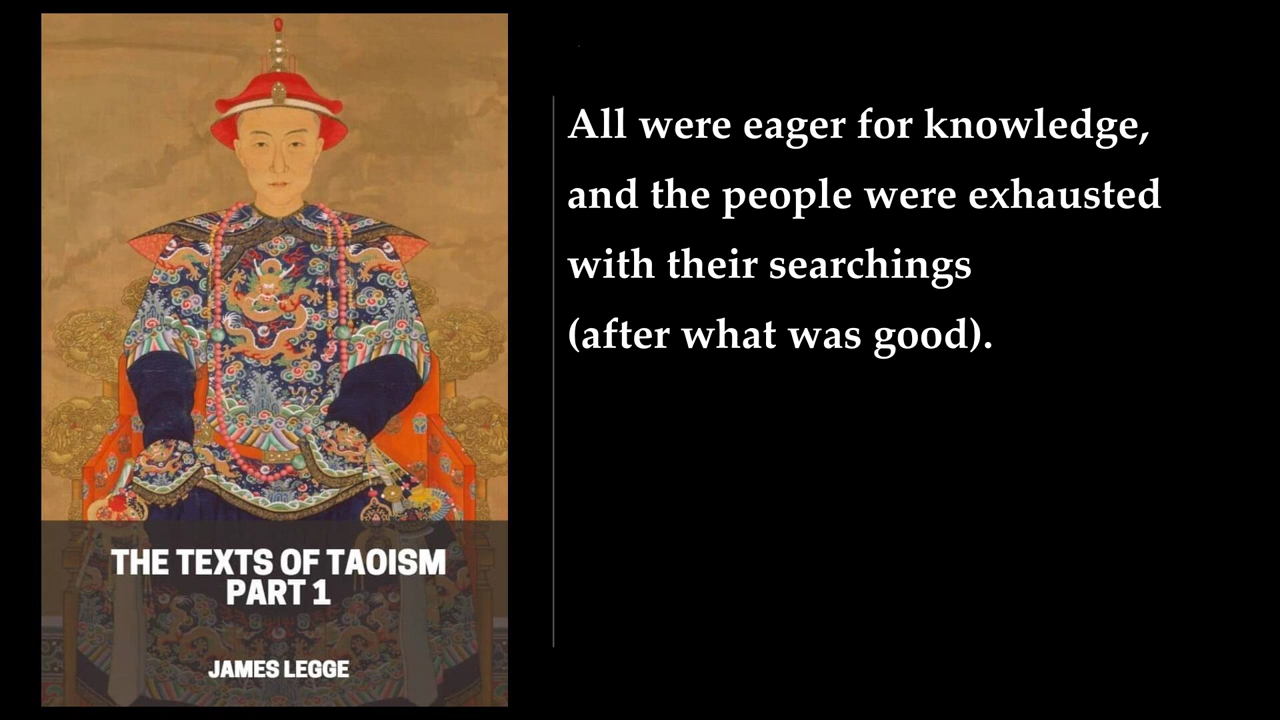 THE TEXTS OF TAOISM
PART 1
JAMES LEGGE
All were eager for knowledge,
and the people were exhausted
with their searchings
(after what was good).